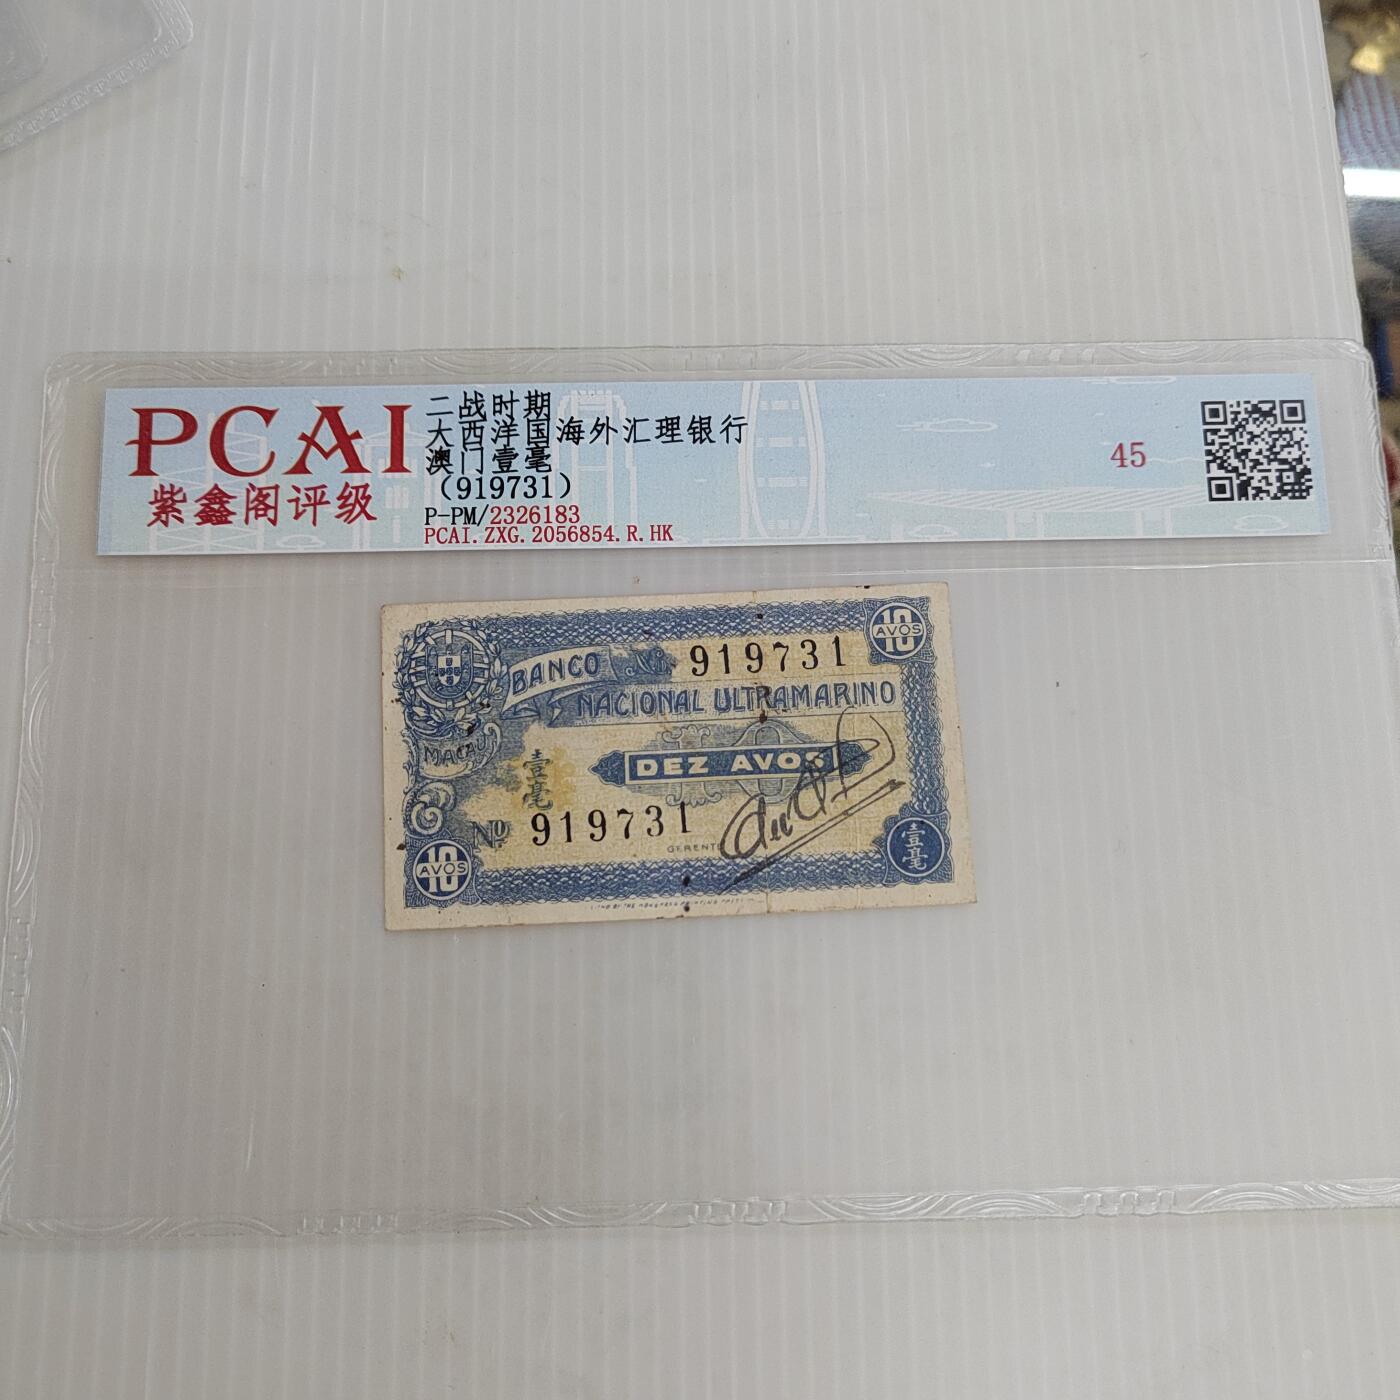 PCAI
紫鑫阁评级
二战时期
大西洋国海外汇理银行
澳门壹毫
（919731）
P-PM/2326183
PCAI.ZXG.2056854.R.HK
45
10 AVOS
BANCO Nº 919731
NACIONAL ULTRAMARINO
MACAU
壹毫
DEZ AVOS
Nº 919731
GERENTE
10 AVOS
壹毫